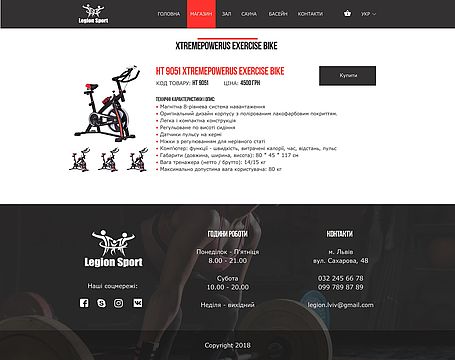 Legion Sport
ГОЛОВНА МАГАЗИН ЗАЛ САУНА БАСЕЙН КОНТАКТИ УКР
XTREMEPOWERUS EXERCISE BIKE
HT 9051 XTREMEPOWERUS EXERCISE BIKE
Купити
КОД ТОВАРУ: HT 9051 ЦІНА: 4500 ГРН
ТЕХНІЧНІ ХАРАКТЕРИСТИКИ І ОПИС:
• Магнітна 8-рівнева система навантаження
• Оригінальний дизайн корпусу з полірованим лакофарбовим покриттям.
• Легка і компактна конструкція
• Регульоване по висоті сидіння
• Датчики пульсу на кермі
• Ніжки з регулюванням для нерівного статі
• Комп'ютер: функції - швидкість, витрачені калорії, час, відстань, пульс
• Габарити (довжина, ширина, висота): 80 * 45 * 117 см
• Вага тренажера (нетто / брутто): 14/15 кг
• Максимально допустима вага користувача: 80 кг
Legion Sport
Наші соцмережі:
ГОДИНИ РОБОТИ
Понеділок - П'ятниця
8.00 - 21.00
Субота
10.00 - 20.00
Неділя - вихідний
КОНТАКТИ
м. Львів
вул. Сахарова, 48
032 245 66 78
099 789 87 89
legion.lviv@gmail.com
Copyright 2018